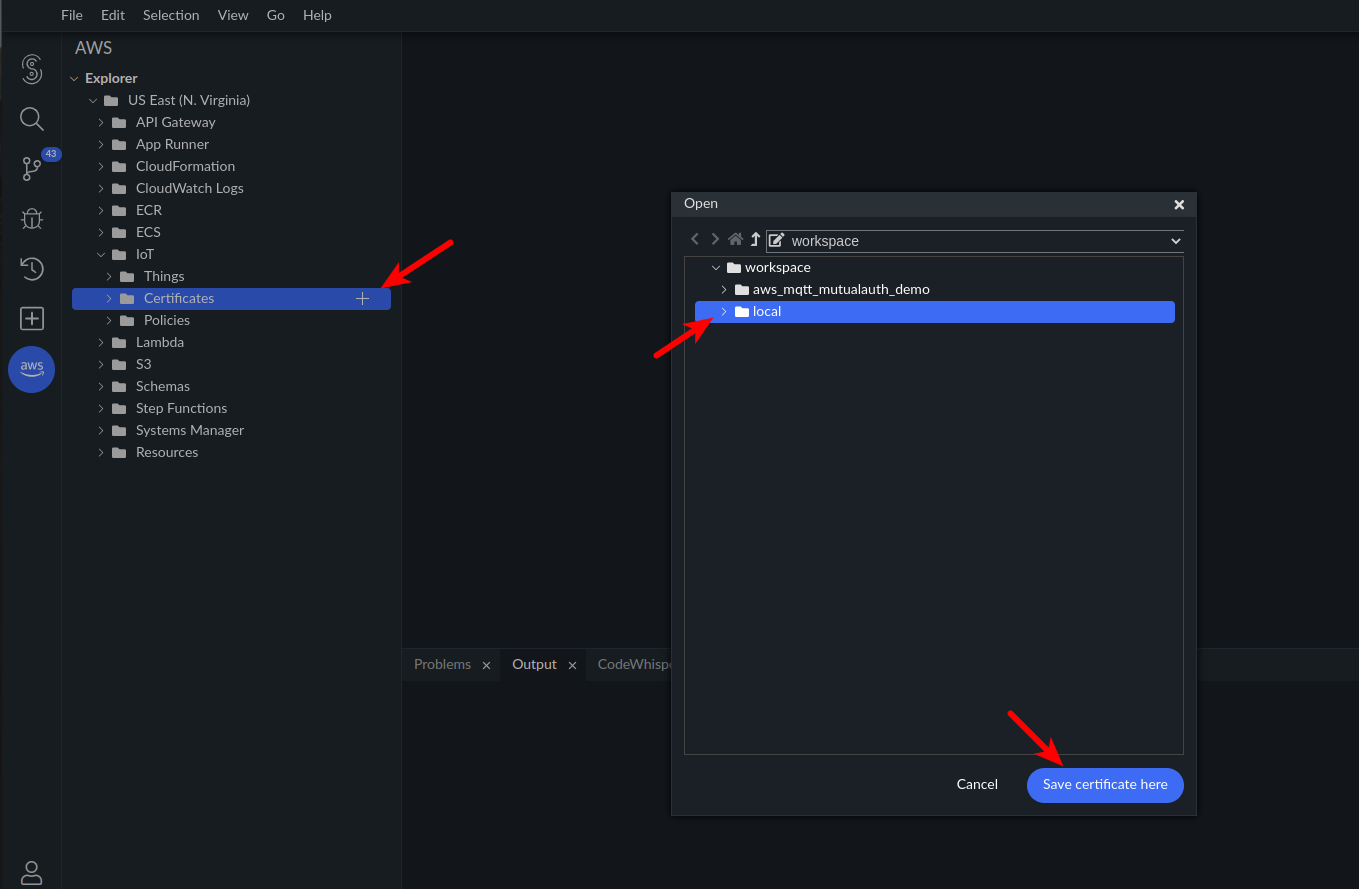 File Edit Selection View Go Help
AWS
Explorer
US East (N. Virginia)
API Gateway
App Runner
CloudFormation
43
CloudWatch Logs
ECR
ECS
IoT
Things
Certificates
Policies
Lambda
S3
aws
Schemas
Step Functions
Systems Manager
Resources
Open
workspace
workspace
aws_mqtt_mutualauth_demo
local
Cancel
Save certificate here
Problems
Output